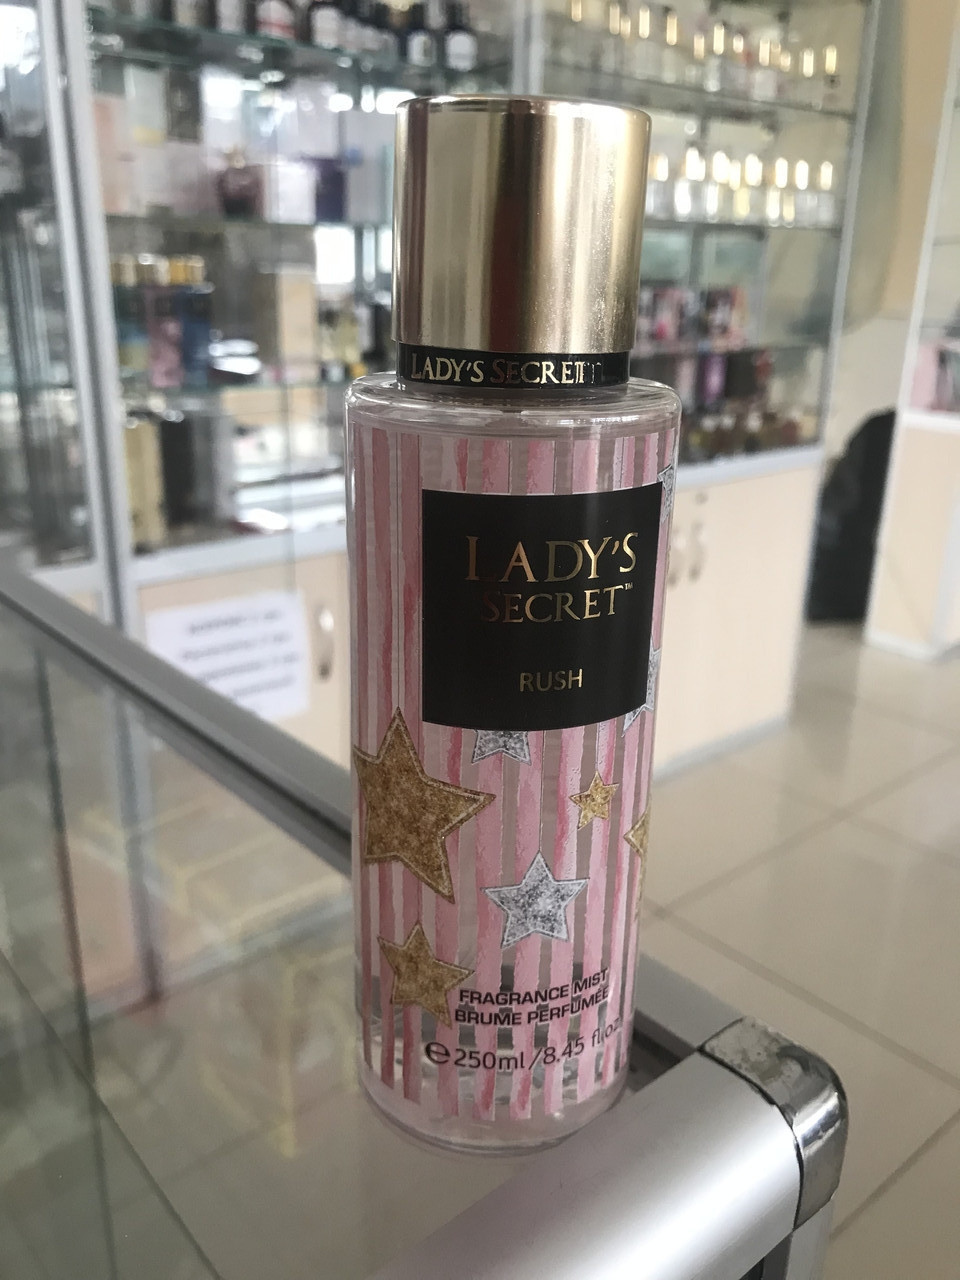 LADY'S SECRET
LADY'S
SECRET™
RUSH
FRAGRANCE MIST
BRUME PERFUMÉE
℮250ml/8.45 fl.oz